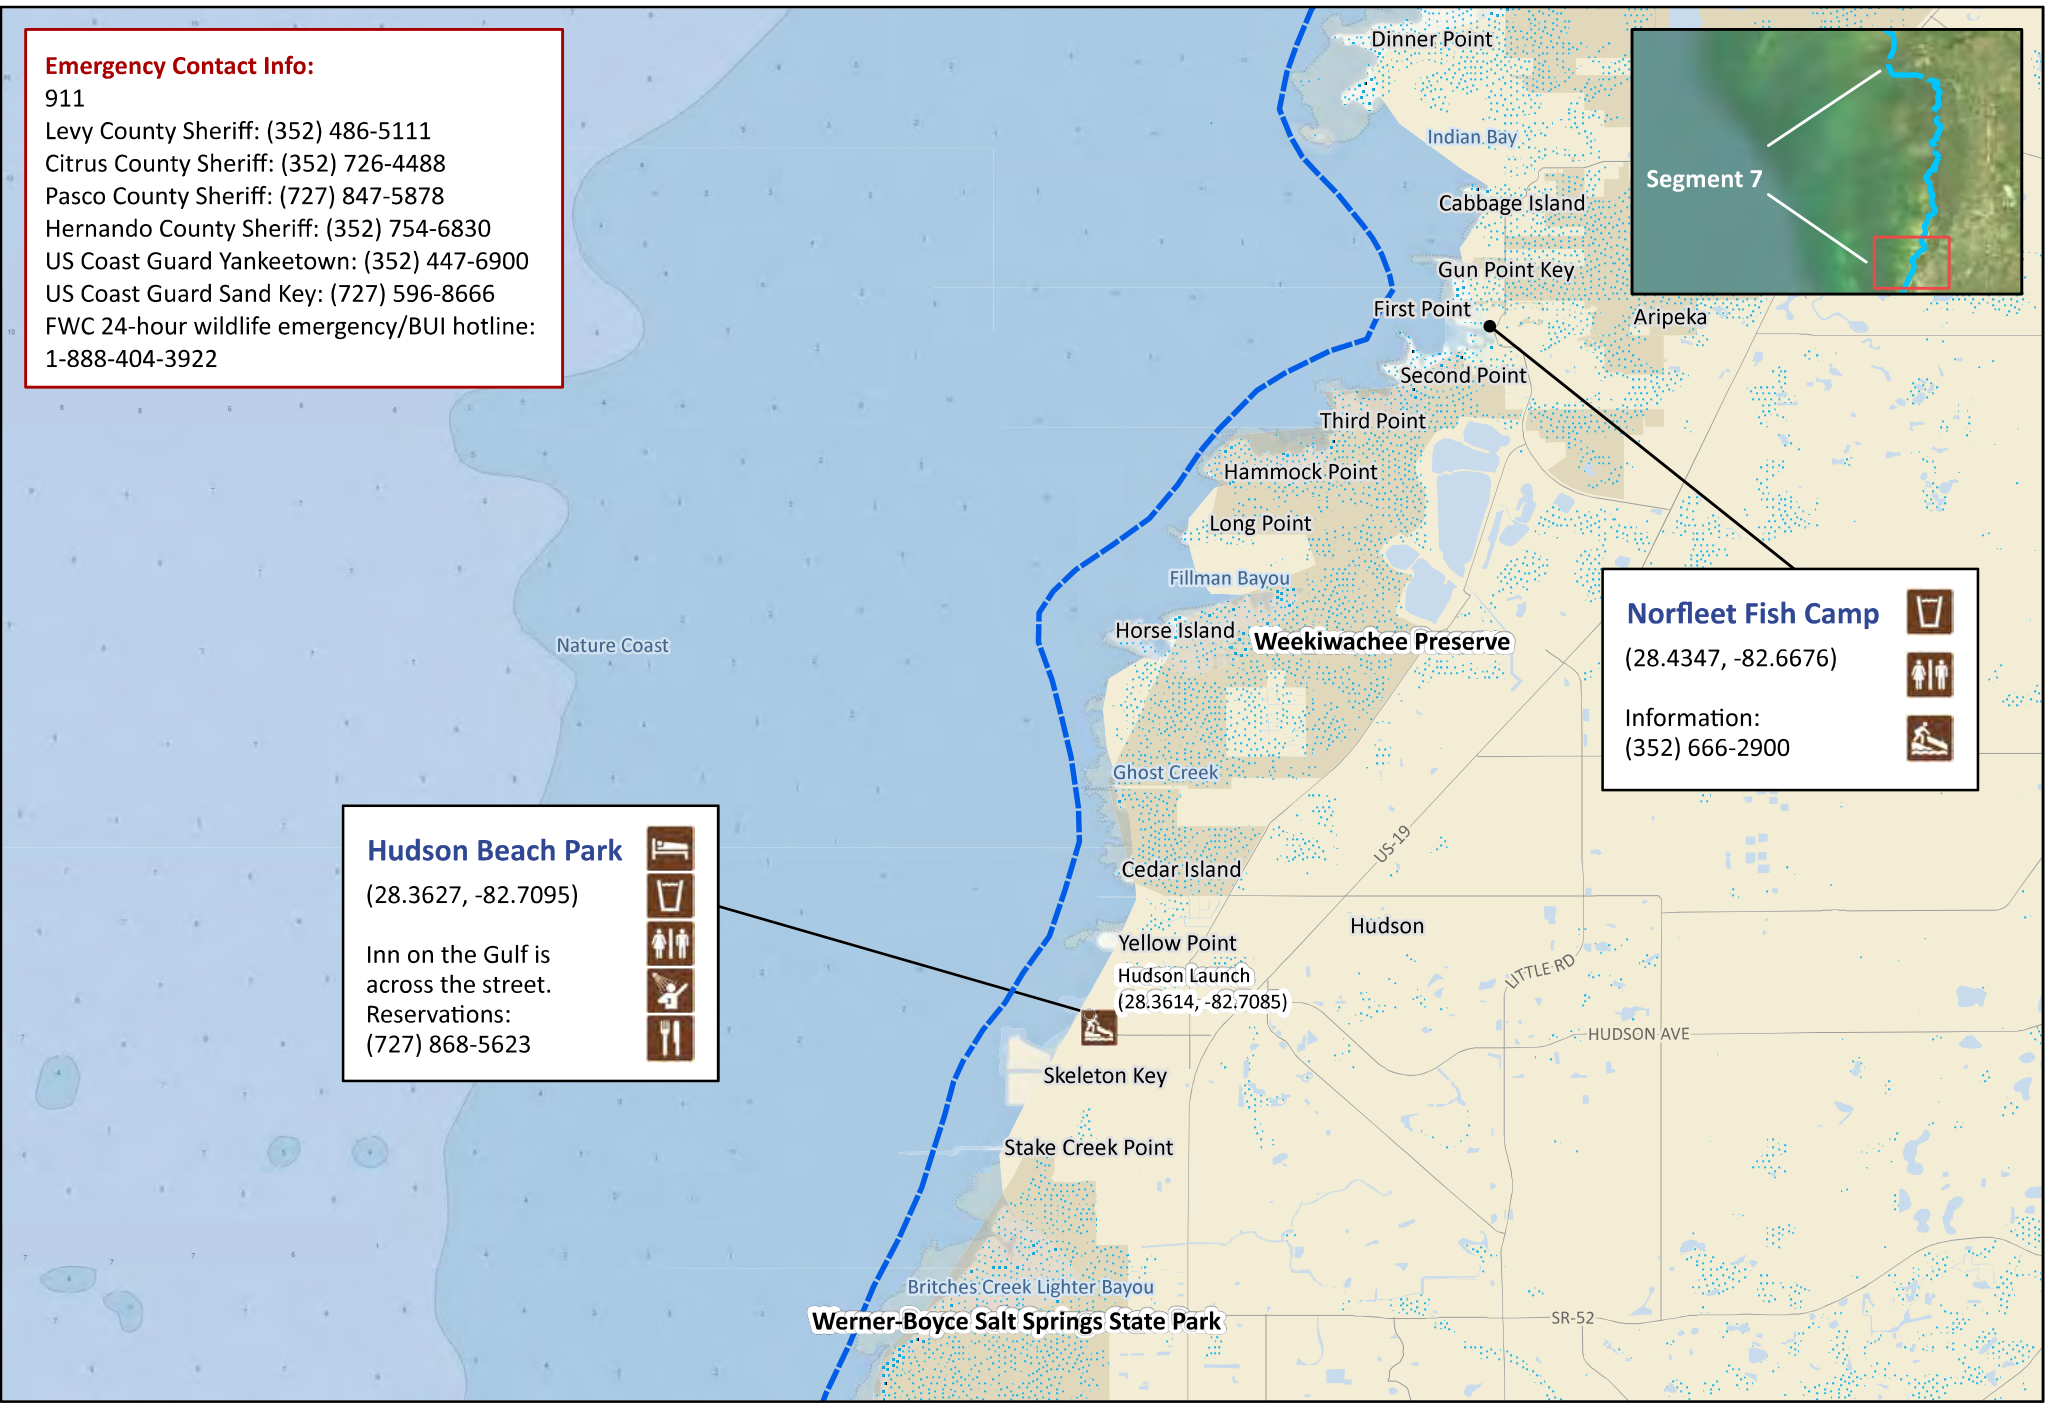 Emergency Contact Info:
911
Levy County Sheriff: (352) 486-5111
Citrus County Sheriff: (352) 726-4488
Pasco County Sheriff: (727) 847-5878
Hernando County Sheriff: (352) 754-6830
US Coast Guard Yankeetown: (352) 447-6900
US Coast Guard Sand Key: (727) 596-8666
FWC 24-hour wildlife emergency/BUI hotline:
1-888-404-3922
Dinner Point
Indian Bay
Cabbage Island
Gun Point Key
First Point
Aripeka
Second Point
Third Point
Hammock Point
Long Point
Fillman Bayou
Horse Island
Weekiwachee Preserve
Nature Coast
Ghost Creek
Cedar Island
Yellow Point
Hudson Launch
(28.3614, -82.7085)
Skeleton Key
Stake Creek Point
Britches Creek Lighter Bayou
Werner-Boyce Salt Springs State Park
Segment 7
Norfleet Fish Camp
(28.4347, -82.6676)
Information:
(352) 666-2900
Hudson Beach Park
(28.3627, -82.7095)
Inn on the Gulf is
across the street.
Reservations:
(727) 868-5623
US-19
Hudson
LITTLE RD
HUDSON AVE
SR-52